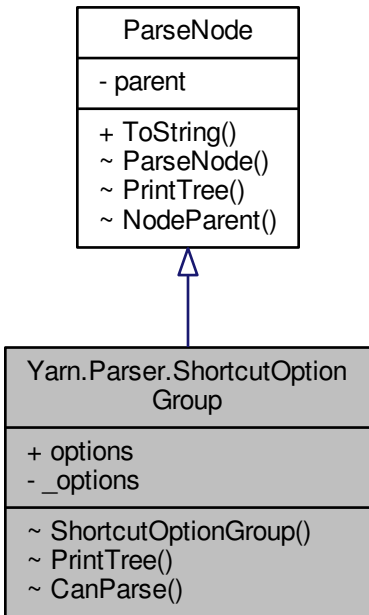 ParseNode
- parent
+ ToString()
~ ParseNode()
~ PrintTree()
~ NodeParent()
Yarn.Parser.ShortcutOption
Group
+ options
- _options
~ ShortcutOptionGroup()
~ PrintTree()
~ CanParse()